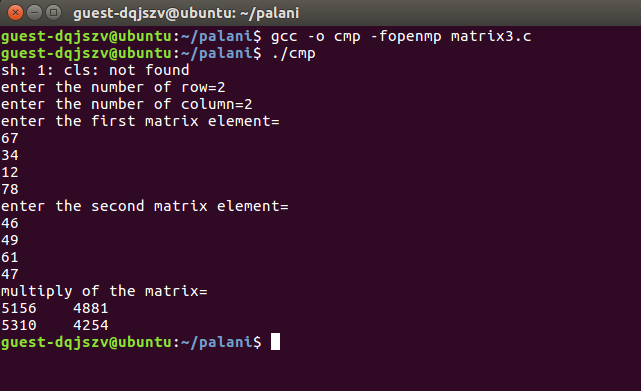 guest-dqjszv@ubuntu: ~/palani
guest-dqjszv@ubuntu:~/palani$ gcc -o cmp -fopenmp matrix3.c
guest-dqjszv@ubuntu:~/palani$ ./cmp
sh: 1: cls: not found
enter the number of row=2
enter the number of column=2
enter the first matrix element=
67
34
12
78
enter the second matrix element=
46
49
61
47
multiply of the matrix=
5156    4881
5310    4254
guest-dqjszv@ubuntu:~/palani$